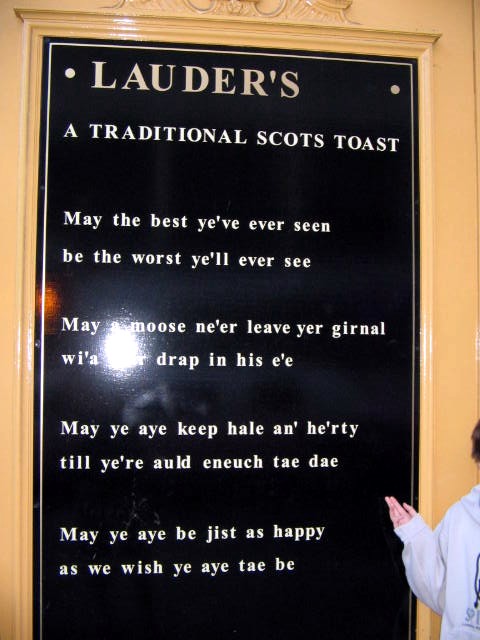 • LAUDER'S •
A TRADITIONAL SCOTS TOAST
May the best ye've ever seen
be the worst ye'll ever see
May a moose ne'er leave yer girnal
wi'a drap in his e'e
May ye aye keep hale an' he'rty
till ye're auld eneuch tae dae
May ye aye be jist as happy
as we wish ye aye tae be